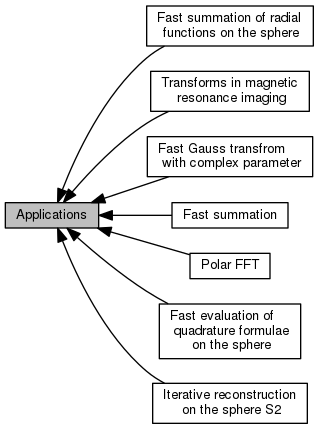 Fast summation of radial
functions on the sphere
Transforms in magnetic
resonance imaging
Fast Gauss transfrom
with complex parameter
Applications
Fast summation
Polar FFT
Fast evaluation of
quadrature formulae
on the sphere
Iterative reconstruction
on the sphere S2